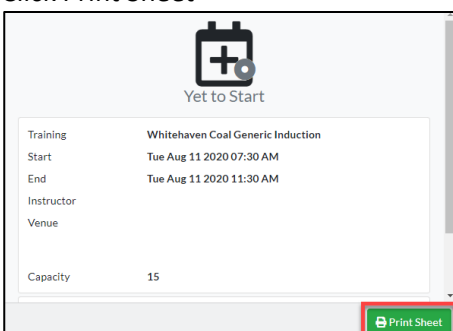 Click Print Sheet
Yet to Start
Training Whitehaven Coal Generic Induction
Start Tue Aug 11 2020 07:30 AM
End Tue Aug 11 2020 11:30 AM
Instructor
Venue
Capacity 15
Print Sheet